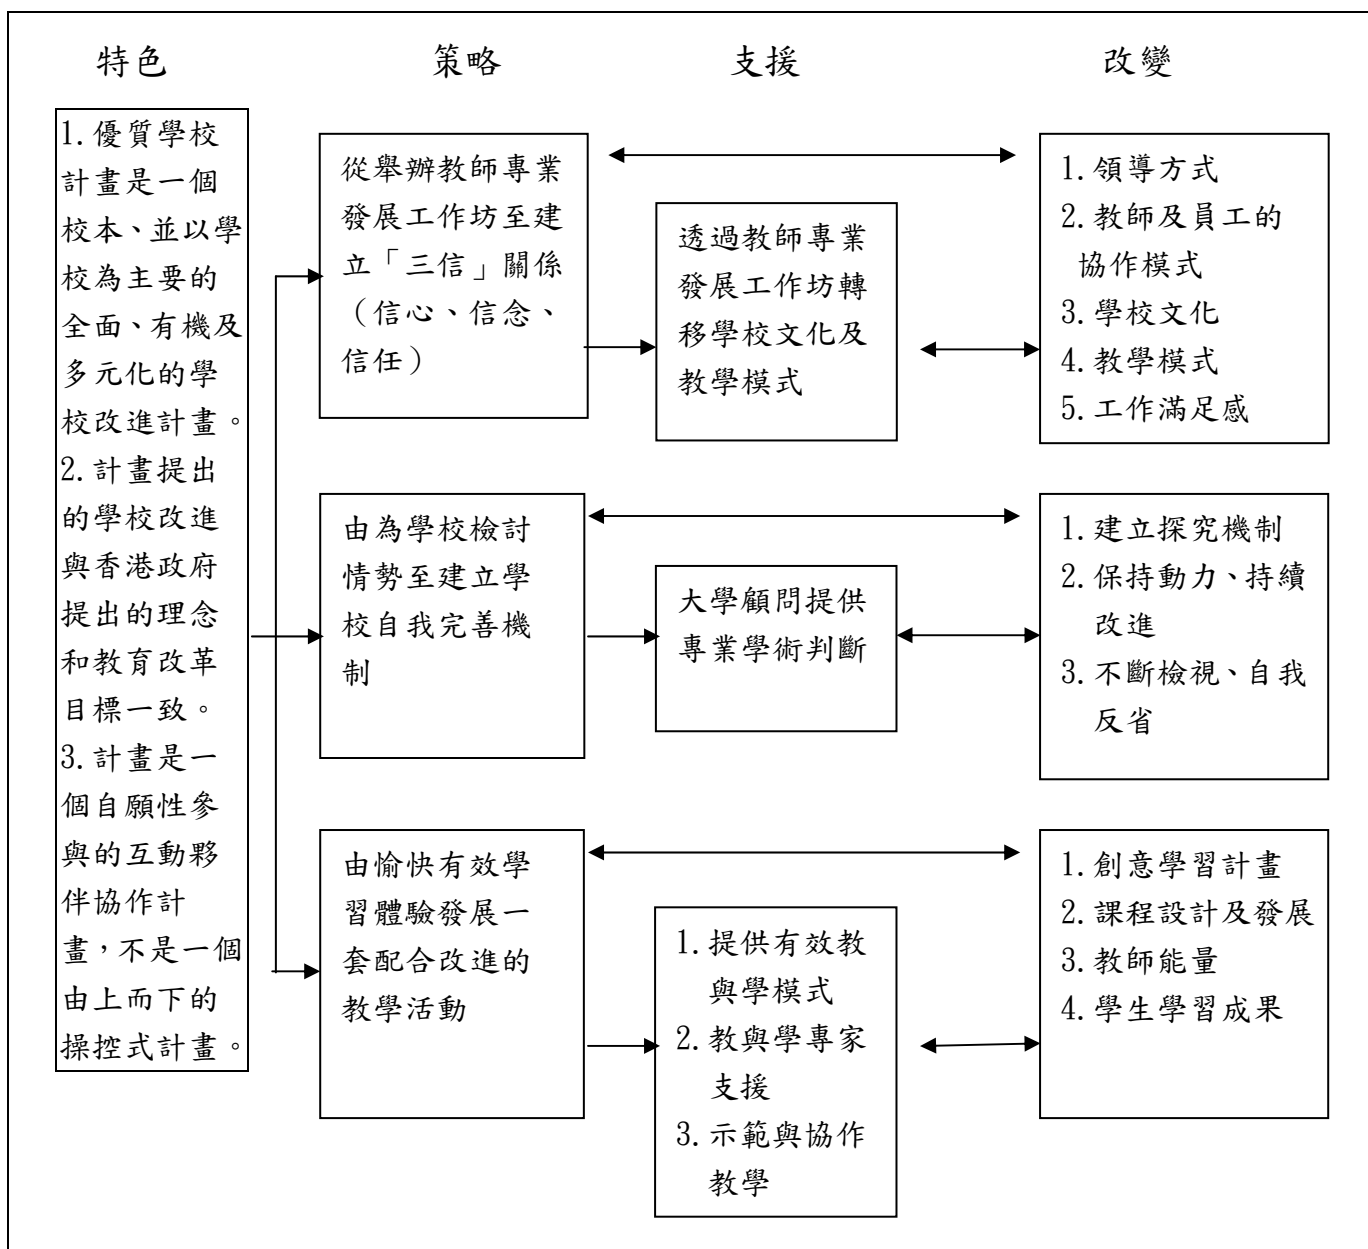 特色
策略
支援
改變
1.優質學校
計畫是一個
校本、並以學
校為主要的
全面、有機及
多元化的學
校改進計畫。
2.計畫提出
的學校改進
與香港政府
提出的理念
和教育改革
目標一致。
3.計畫是一
個自願性參
與的互動夥
伴協作計
畫,不是一個
由上而下的
操控式計畫。
從舉辦教師專業
發展工作坊至建
立「三信」關係
(信心、信念、
信任)
透過教師專業
發展工作坊轉
移學校文化及
教學模式
1.領導方式
2.教師及員工的
協作模式
3.學校文化
4.教學模式
5.工作滿足感
由為學校檢討
情勢至建立學
校自我完善機
制
大學顧問提供
專業學術判斷
1.建立探究機制
2.保持動力、持續
改進
3.不斷檢視、自我
反省
由愉快有效學
習體驗發展一
套配合改進的
教學活動
1.提供有效教
與學模式
2.教與學專家
支援
3.示範與協作
教學
1.創意學習計畫
2.課程設計及發展
3.教師能量
4.學生學習成果